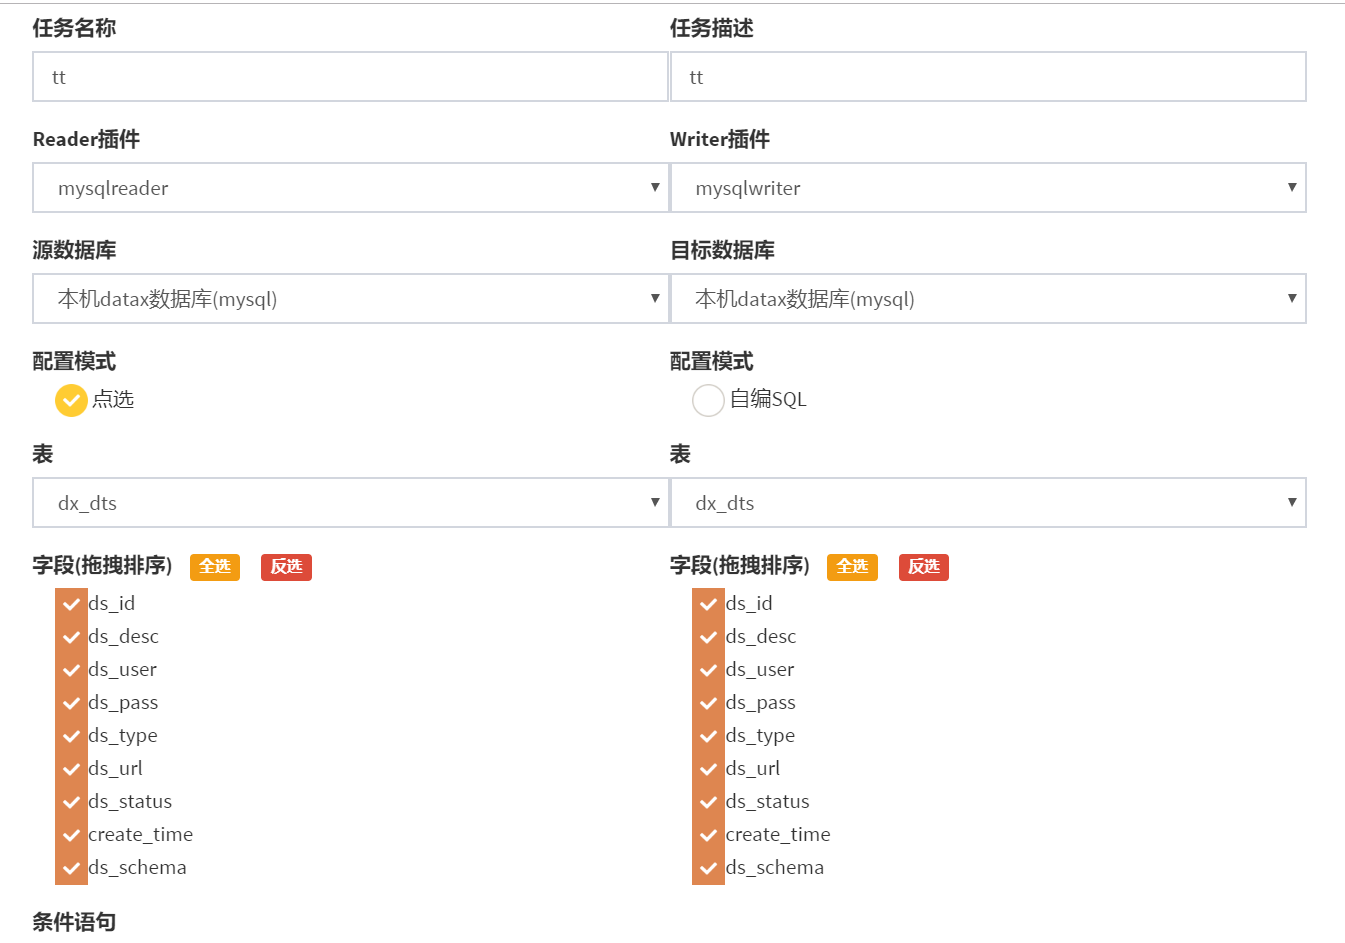 任务名称 任务描述
tt tt
Reader插件 Writer插件
mysqlreader mysqlwriter
源数据库 目标数据库
本机datax数据库(mysql) 本机datax数据库(mysql)
配置模式 配置模式
点选 自编SQL
表 表
dx_dts dx_dts
字段(拖拽排序) 全选 反选 字段(拖拽排序) 全选 反选
ds_id ds_id
ds_desc ds_desc
ds_user ds_user
ds_pass ds_pass
ds_type ds_type
ds_url ds_url
ds_status ds_status
create_time create_time
ds_schema ds_schema
条件语句